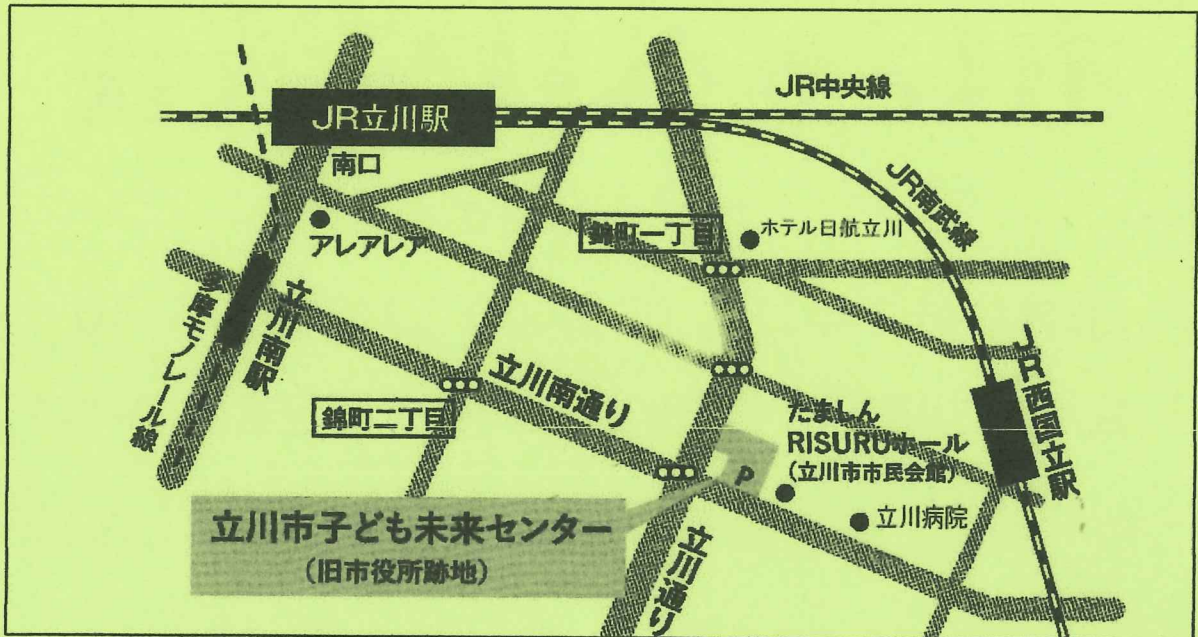 JR中央線
JR立川駅
南口
JR南武線
アレアレア
錦町一丁目
ホテル日航立川
立川南駅
多摩モノレール線
立川南通り
錦町二丁目
たましん
RISURUホール
(立川市市民会館)
JR西国立駅
P
立川病院
立川市子ども未来センター
(旧市役所跡地)
立川通り